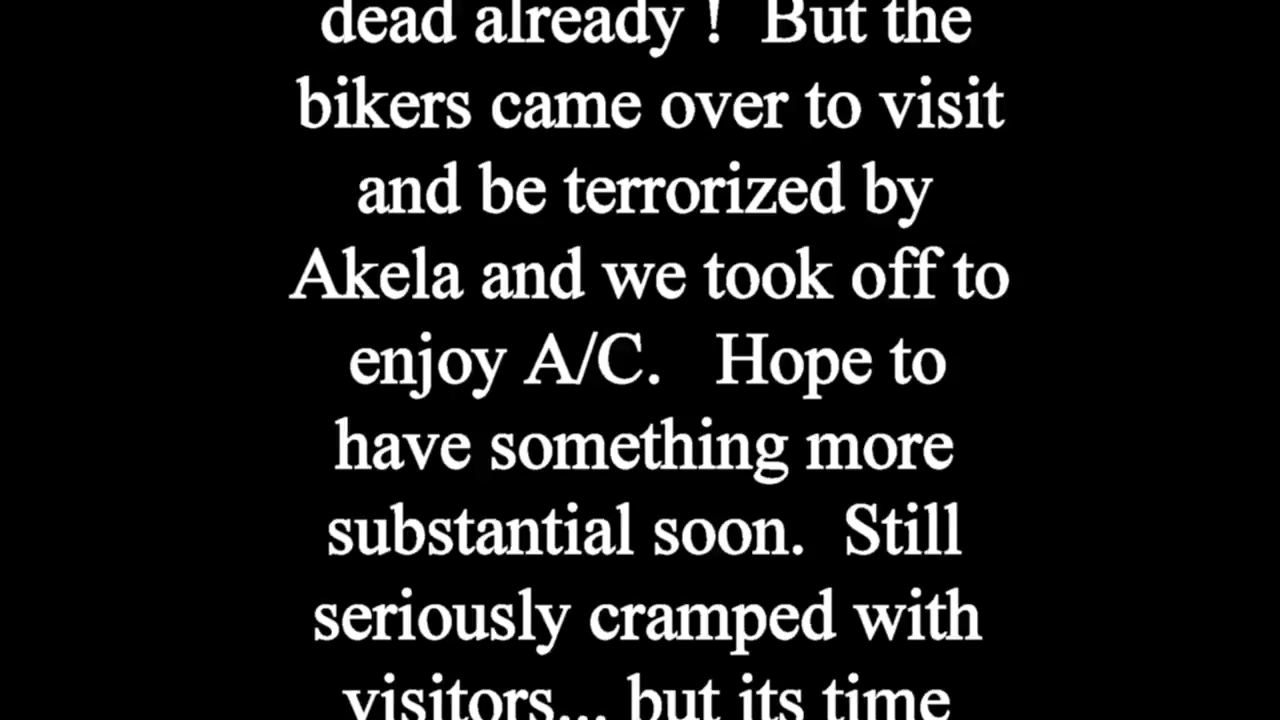 dead already !  But the
bikers came over to visit
and be terrorized by
Akela and we took off to
enjoy A/C.   Hope to
have something more
substantial soon.  Still
seriously cramped with
visitors... but its time